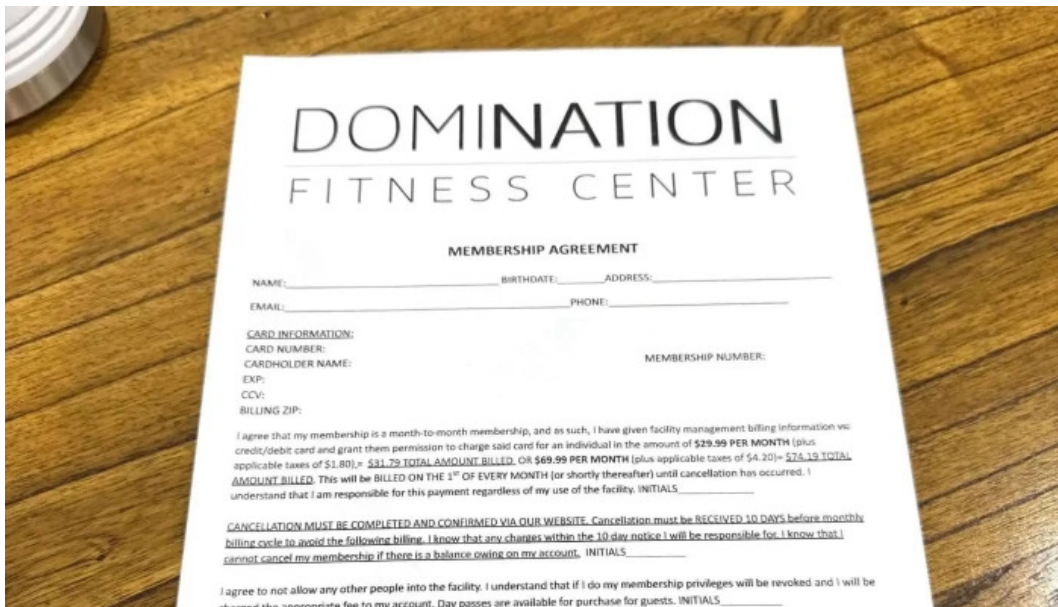 DOMINATION
FITNESS CENTER
MEMBERSHIP AGREEMENT
NAME:____________ BIRTHDATE:________ADDRESS:____________
EMAIL:____________PHONE:____________
CARD INFORMATION:
CARD NUMBER:
CARDHOLDER NAME:
MEMBERSHIP NUMBER:
EXP:
CCV:
BILLING ZIP:
I agree that my membership is a month-to-month membership, and as such, I have given facility management billing information via
credit/debit card and grant them permission to charge said card for an individual in the amount of $29.99 PER MONTH (plus
applicable taxes of $1.80),= $31.79 TOTAL AMOUNT BILLED OR $69.99 PER MONTH (plus applicable taxes of $4.20)= $74.19 TOTAL
AMOUNT BILLED. This will be BILLED ON THE 1ST OF EVERY MONTH (or shortly thereafter) until cancellation has occurred. I
understand that I am responsible for this payment regardless of my use of the facility. INITIALS____________
CANCELLATION MUST BE COMPLETED AND CONFIRMED VIA OUR WEBSITE. Cancellation must be RECEIVED 10 DAYS before monthly
billing cycle to avoid the following billing. I know that any charges within the 10 day notice I will be responsible for. I know that I
cannot cancel my membership if there is a balance owing on my account. INITIALS__________
I agree to not allow any other people into the facility. I understand that if I do my membership privileges will be revoked and I will be
charged the appropriate fee to my account. Day passes are available for purchase for guests. INITIALS____________